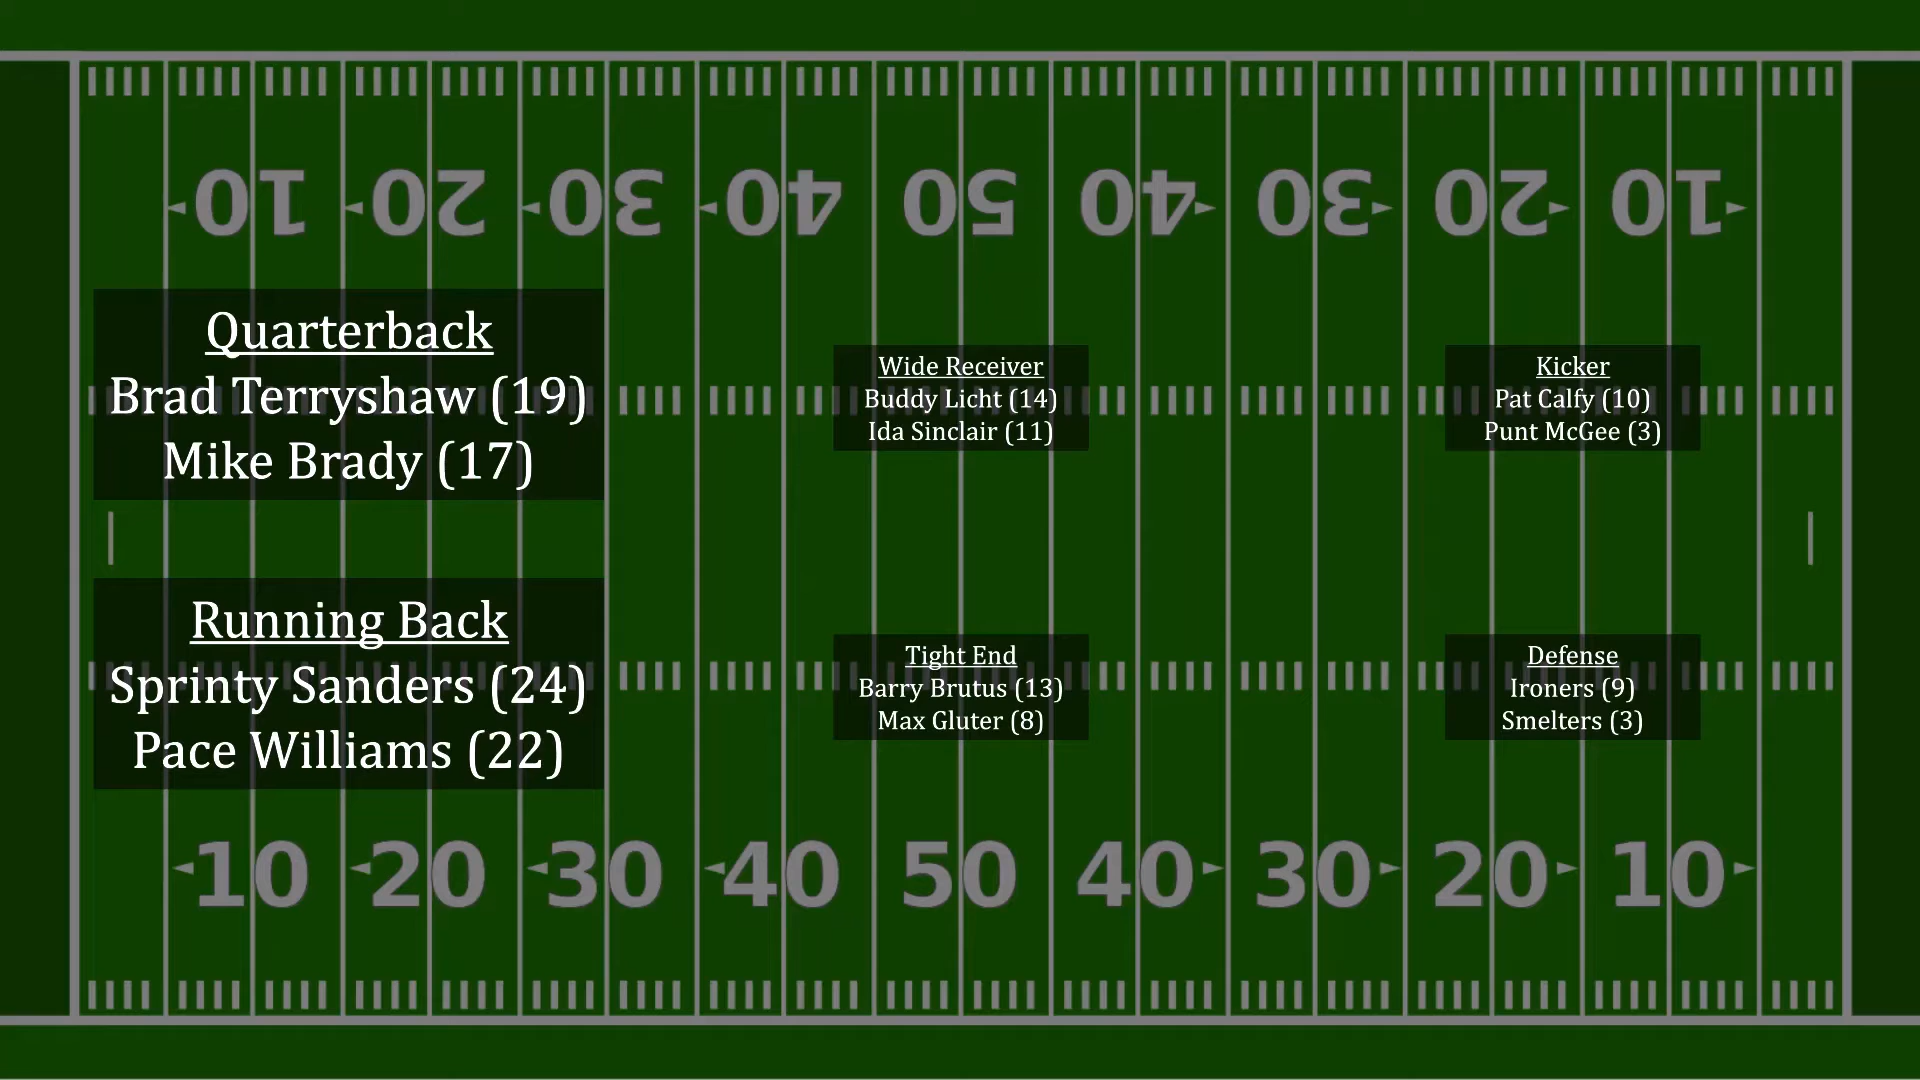 10 20 30 40 50 40 30 20 10
Quarterback
Brad Terryshaw (19)
Mike Brady (17)
Wide Receiver
Buddy Licht (14)
Ida Sinclair (11)
Kicker
Pat Calfy (10)
Punt McGee (3)
Running Back
Sprinty Sanders (24)
Pace Williams (22)
Tight End
Barry Brutus (13)
Max Gluter (8)
Defense
Ironers (9)
Smelters (3)
10 20 30 40 50 40 30 20 10